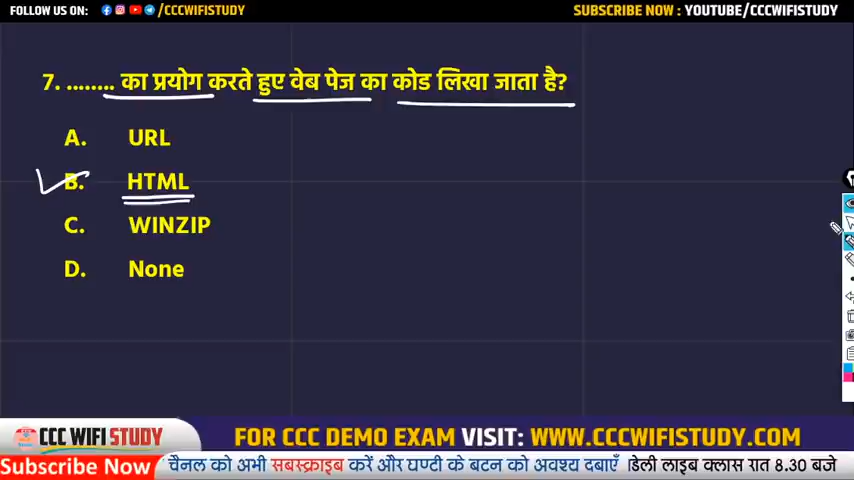 FOLLOW US ON: /CCCWIFISTUDY SUBSCRIBE NOW : YOUTUBE/CCCWIFISTUDY
7. ........ का प्रयोग करते हुए वेब पेज का कोड लिखा जाता है?
A. URL
B. HTML
C. WINZIP
D. None
CCC WIFI STUDY FOR CCC DEMO EXAM VISIT: WWW.CCCWIFISTUDY.COM
Subscribe Now चैनल को अभी सबस्क्राइब करें और घण्टी के बटन को अवश्य दबाएँ डेली लाइब क्लास रात 8.30 बजे